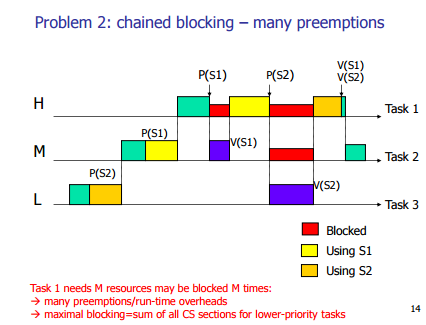 Problem 2: chained blocking – many preemptions
V(S1)
P(S1) P(S2) V(S2)
H
Task 1
P(S1) V(S1)
M
Task 2
P(S2)
V(S2)
L
Task 3
Blocked
Using S1
Using S2
Task 1 needs M resources may be blocked M times:
→ many preemptions/run-time overheads
→ maximal blocking=sum of all CS sections for lower-priority tasks
14